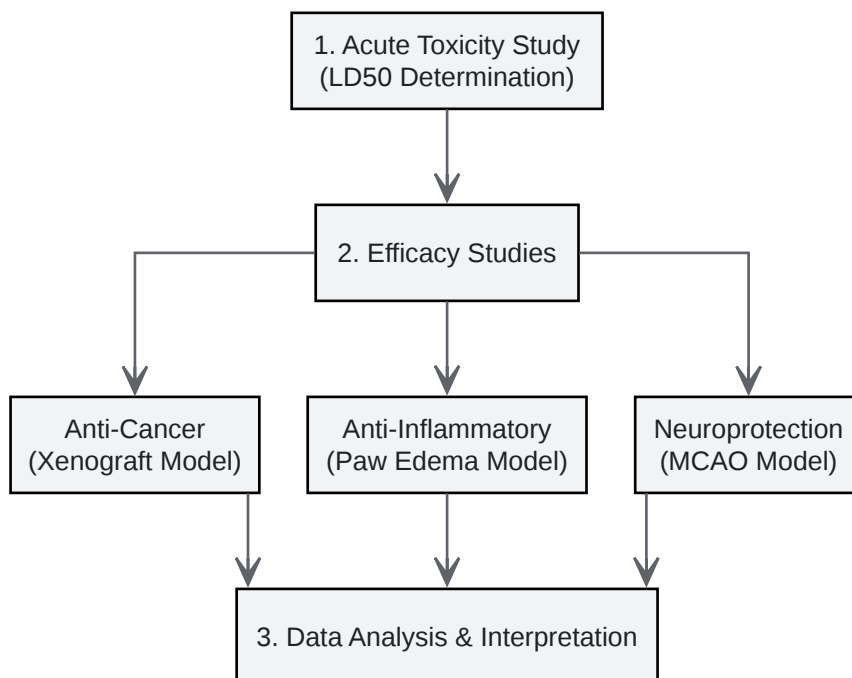 1. Acute Toxicity Study
(LD50 Determination)
2. Efficacy Studies
Anti-Cancer
(Xenograft Model)
Anti-Inflammatory
(Paw Edema Model)
Neuroprotection
(MCAO Model)
3. Data Analysis & Interpretation